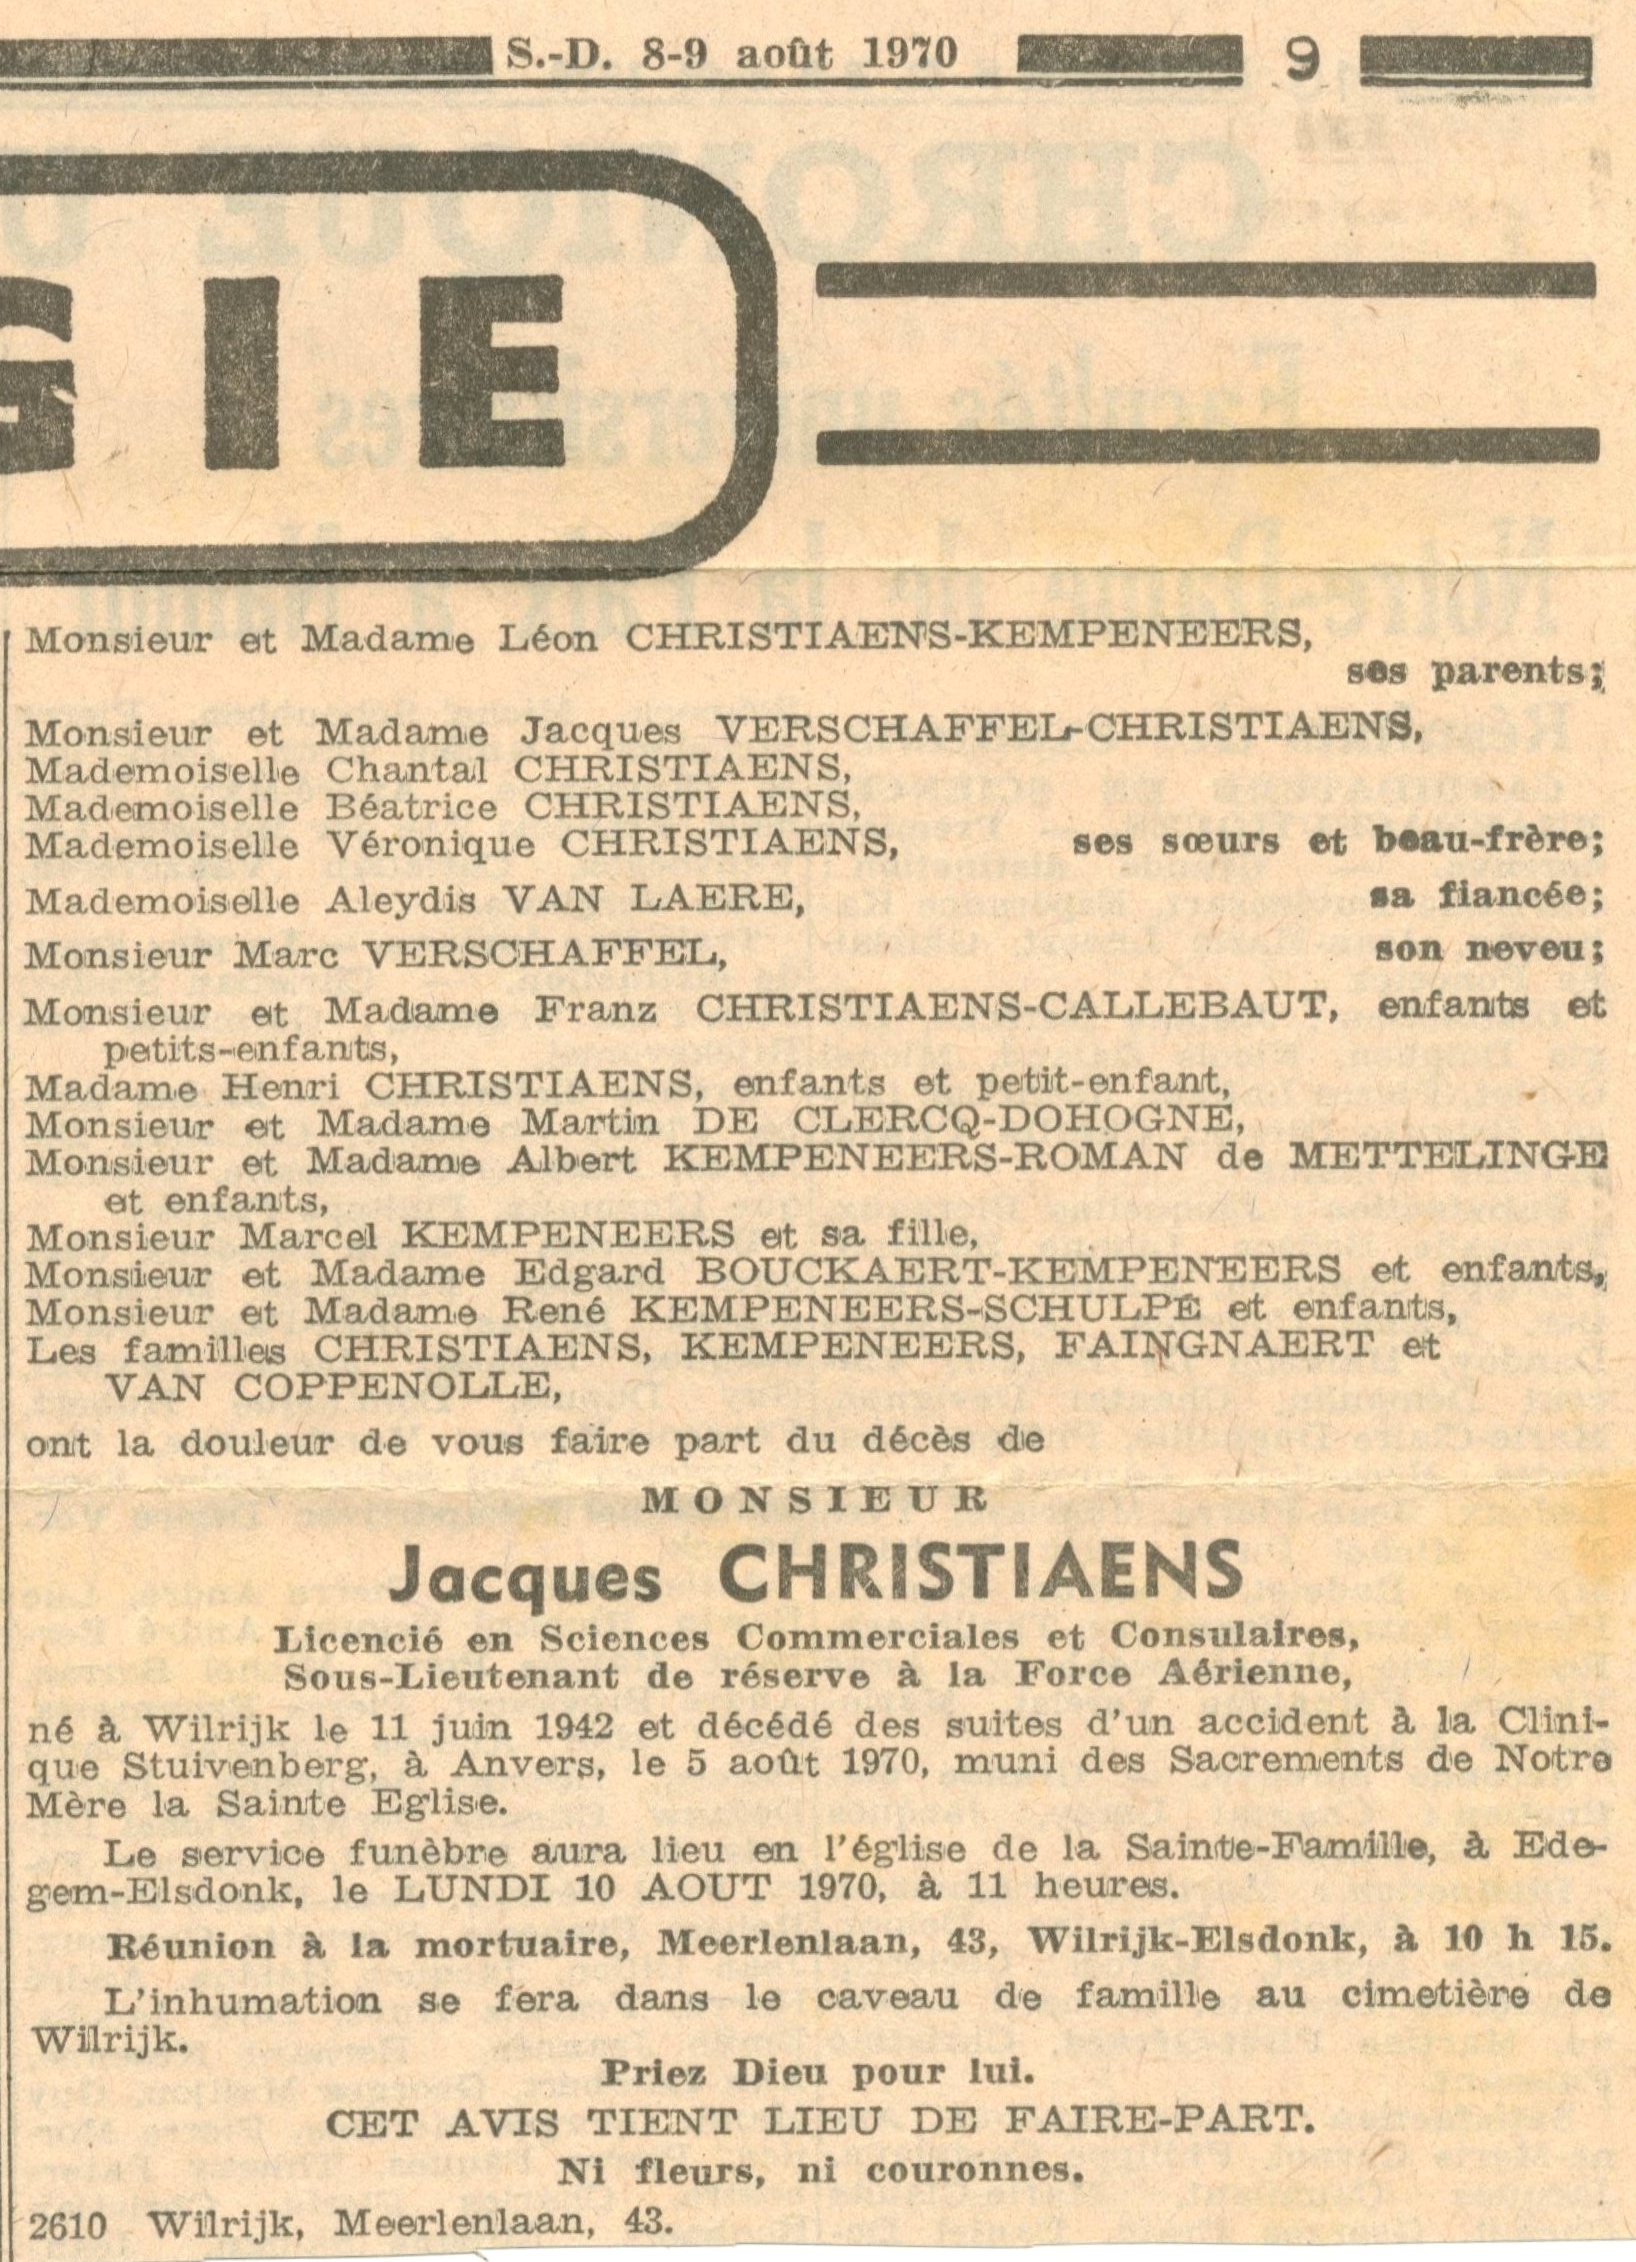 S.-D. 8-9 août 1970 9
GIE
Monsieur et Madame Léon CHRISTIAENS-KEMPENEERS,
ses parents;
Monsieur et Madame Jacques VERSCHAFFEL-CHRISTIAENS,
Mademoiselle Chantal CHRISTIAENS,
Mademoiselle Béatrice CHRISTIAENS,
Mademoiselle Véronique CHRISTIAENS, ses sœurs et beau-frère;
Mademoiselle Aleydis VAN LAERE, sa fiancée;
Monsieur Marc VERSCHAFFEL, son neveu;
Monsieur et Madame Franz CHRISTIAENS-CALLEBAUT, enfants et
petits-enfants,
Madame Henri CHRISTIAENS, enfants et petit-enfant,
Monsieur et Madame Martin DE CLERCQ-DOHOGNE,
Monsieur et Madame Albert KEMPENEERS-ROMAN de METTELINGE
et enfants,
Monsieur Marcel KEMPENEERS et sa fille,
Monsieur et Madame Edgard BOUCKAERT-KEMPENEERS et enfants,
Monsieur et Madame René KEMPENEERS-SCHULPÉ et enfants,
Les familles CHRISTIAENS, KEMPENEERS, FAINGNAERT et
VAN COPPENOLLE,
ont la douleur de vous faire part du décès de
MONSIEUR
Jacques CHRISTIAENS
Licencié en Sciences Commerciales et Consulaires,
Sous-Lieutenant de réserve à la Force Aérienne,
né à Wilrijk le 11 juin 1942 et décédé des suites d'un accident à la Clini-
que Stuivenberg, à Anvers, le 5 août 1970, muni des Sacrements de Notre
Mère la Sainte Eglise.
Le service funèbre aura lieu en l'église de la Sainte-Famille, à Ede-
gem-Elsdonk, le LUNDI 10 AOUT 1970, à 11 heures.
Réunion à la mortuaire, Meerlenlaan, 43, Wilrijk-Elsdonk, à 10 h 15.
L'inhumation se fera dans le caveau de famille au cimetière de
Wilrijk.
Priez Dieu pour lui.
CET AVIS TIENT LIEU DE FAIRE-PART.
Ni fleurs, ni couronnes.
2610 Wilrijk, Meerlenlaan, 43.